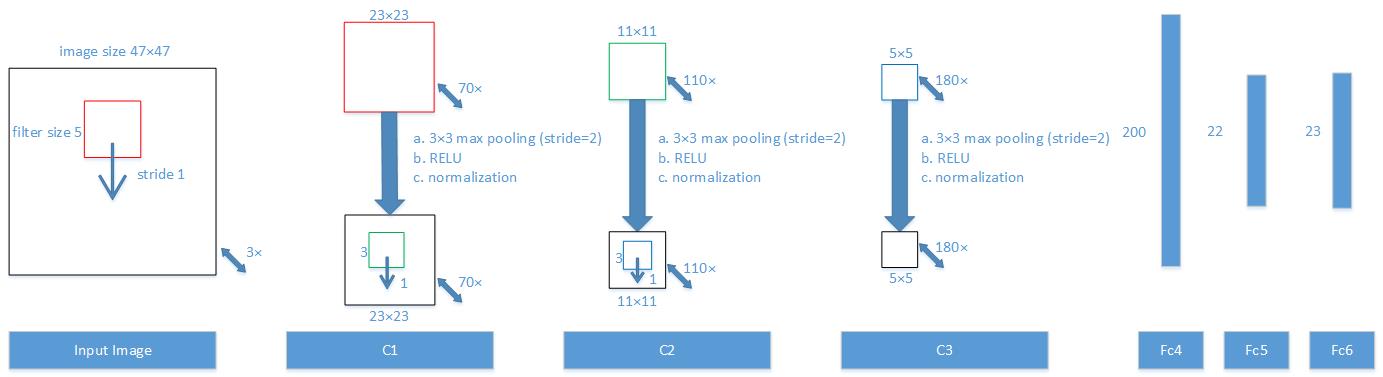 image size 47×47
filter size 5
stride 1
3×
Input Image
23×23
70×
a. 3×3 max pooling (stride=2)
b. RELU
c. normalization
3
1
70×
23×23
C1
11×11
110×
a. 3×3 max pooling (stride=2)
b. RELU
c. normalization
3
1
110×
11×11
C2
5×5
180×
a. 3×3 max pooling (stride=2)
b. RELU
c. normalization
180×
5×5
C3
200
Fc4
22
Fc5
23
Fc6